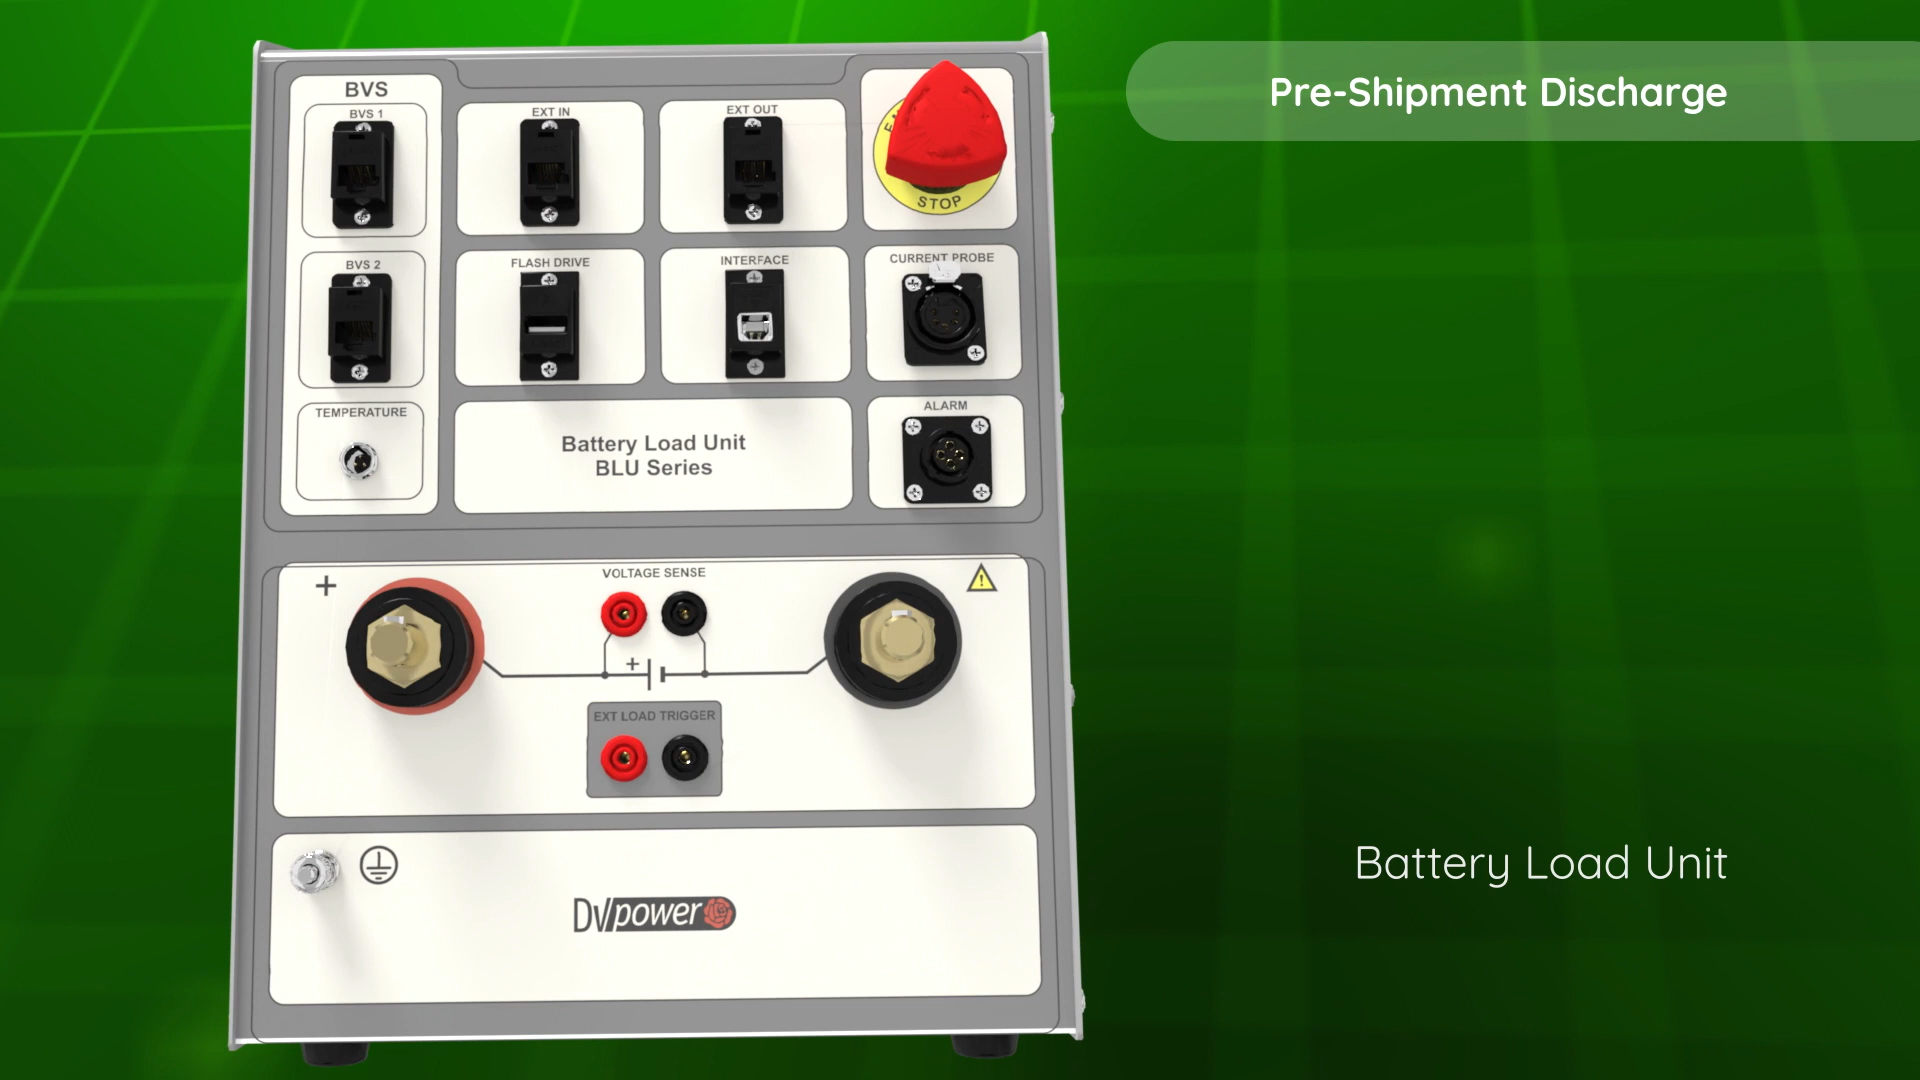 Pre-Shipment Discharge
BVS
BVS 1
EXT IN
EXT OUT
STOP
BVS 2
FLASH DRIVE
INTERFACE
CURRENT PROBE
TEMPERATURE
Battery Load Unit
BLU Series
ALARM
+
VOLTAGE SENSE
+
EXT LOAD TRIGGER
Battery Load Unit
DVpower